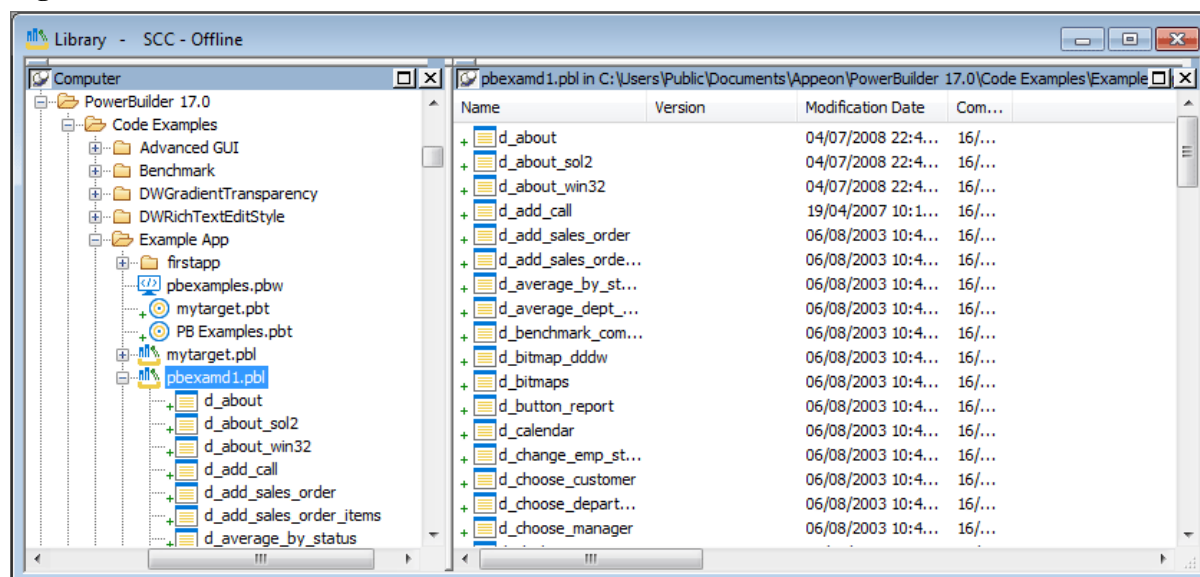 Library - SCC - Offline
Computer
PowerBuilder 17.0
Code Examples
Advanced GUI
Benchmark
DWGradientTransparency
DWRichTextEditStyle
Example App
firstapp
pbexamples.pbw
mytarget.pbt
PB Examples.pbt
mytarget.pbl
pbexamd1.pbl
d_about
d_about_sol2
d_about_win32
d_add_call
d_add_sales_order
d_add_sales_order_items
d_average_by_status
pbexamd1.pbl in C:\Users\Public\Documents\Appeon\PowerBuilder 17.0\Code Examples\Example
Name Version Modification Date Com...
d_about 04/07/2008 22:4... 16/...
d_about_sol2 04/07/2008 22:4... 16/...
d_about_win32 04/07/2008 22:4... 16/...
d_add_call 19/04/2007 10:1... 16/...
d_add_sales_order 06/08/2003 10:4... 16/...
d_add_sales_orde... 06/08/2003 10:4... 16/...
d_average_by_st... 06/08/2003 10:4... 16/...
d_average_dept_... 06/08/2003 10:4... 16/...
d_benchmark_com... 06/08/2003 10:4... 16/...
d_bitmap_dddw 06/08/2003 10:4... 16/...
d_bitmaps 06/08/2003 10:4... 16/...
d_button_report 06/08/2003 10:4... 16/...
d_calendar 06/08/2003 10:4... 16/...
d_change_emp_st... 06/08/2003 10:4... 16/...
d_choose_customer 06/08/2003 10:4... 16/...
d_choose_depart... 06/08/2003 10:4... 16/...
d_choose_manager 06/08/2003 10:4... 16/...